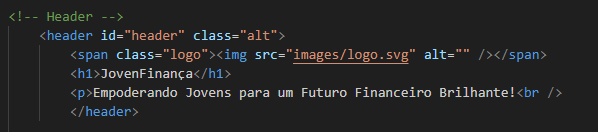 <!-- Header -->
<header id="header" class="alt">
<span class="logo"><img src="images/logo.svg" alt="" /></span>
<h1>JovenFinança</h1>
<p>Empoderando Jovens para um Futuro Financeiro Brilhante!<br />
</header>